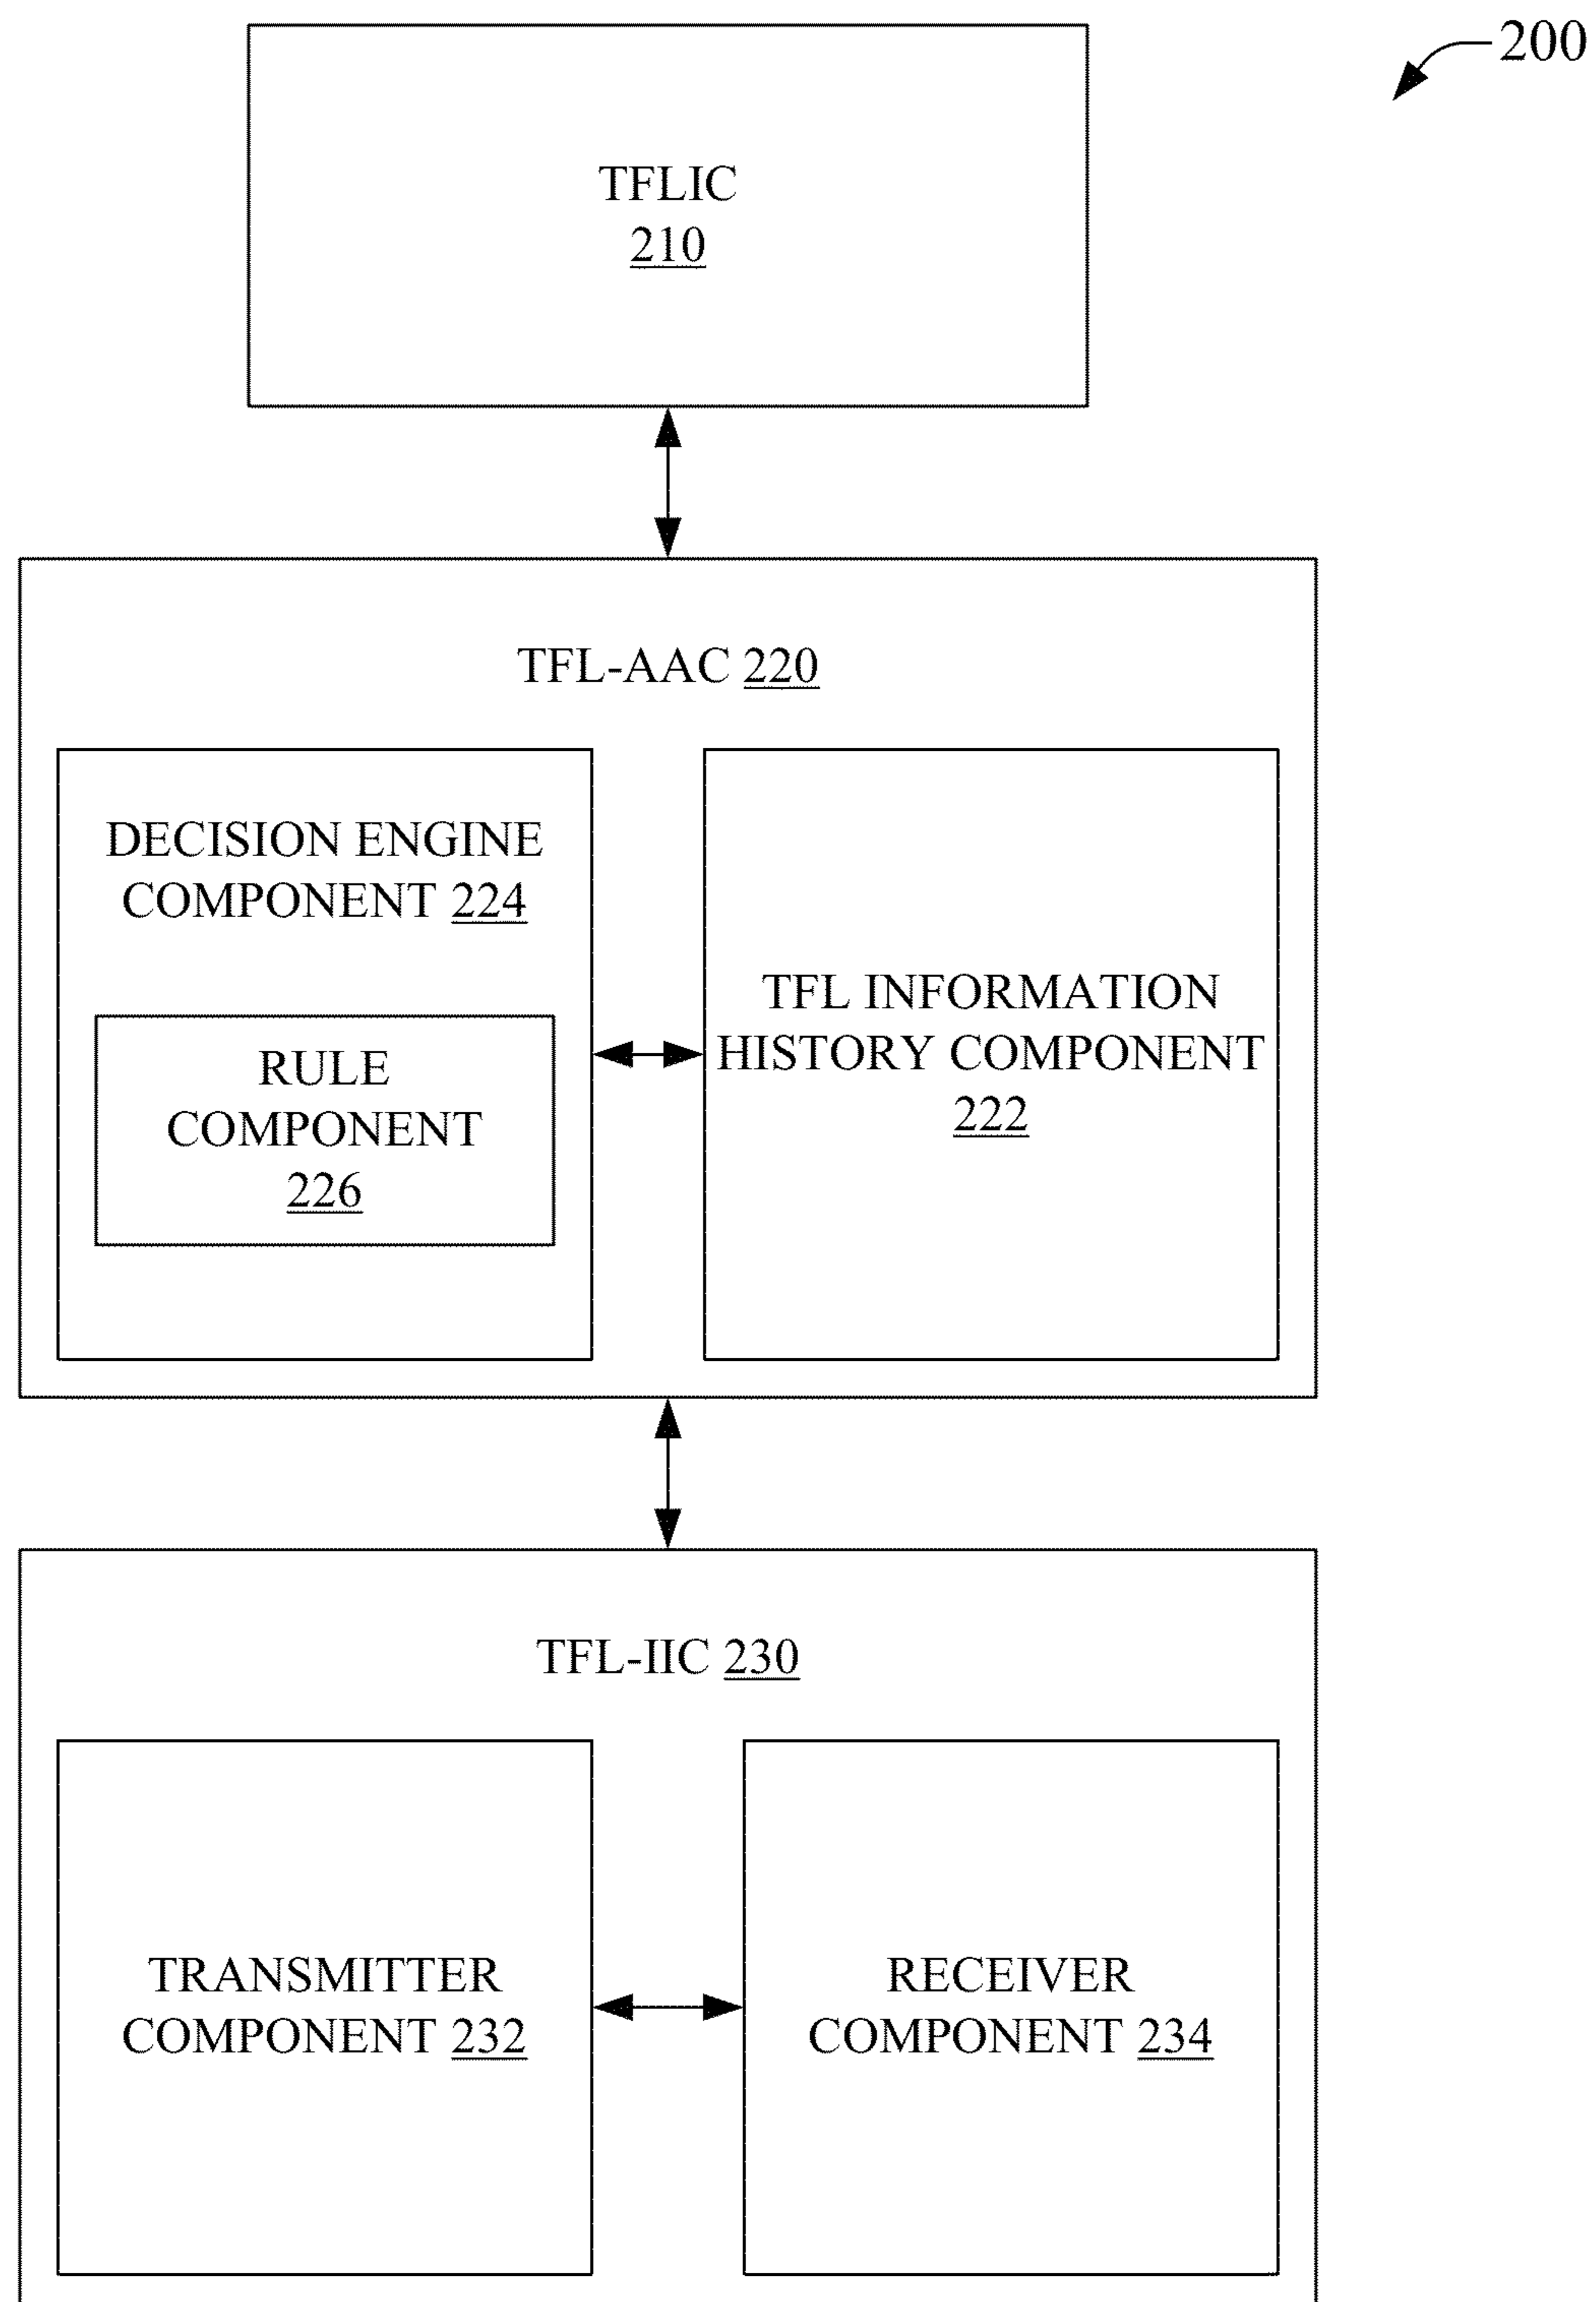 200
TFLIC
210
TFL-AAC 220
DECISION ENGINE
COMPONENT 224
RULE
COMPONENT
226
TFL INFORMATION
HISTORY COMPONENT
222
TFL-IIC 230
TRANSMITTER
COMPONENT 232
RECEIVER
COMPONENT 234